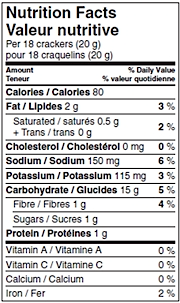 Nutrition Facts
Valeur nutritive
Per 18 crackers (20 g)
pour 18 craquelins (20 g)
Amount % Daily Value
Teneur % valeur quotidienne
Calories / Calories 80
Fat / Lipides 2 g 3 %
Saturated / saturés 0.5 g
+ Trans / trans 0 g 2 %
Cholesterol / Cholestérol 0 mg 0 %
Sodium / Sodium 150 mg 6 %
Potassium / Potassium 115 mg 3 %
Carbohydrate / Glucides 15 g 5 %
Fibre / Fibres 1 g 4 %
Sugars / Sucres 1 g
Protein / Protéines 1 g
Vitamin A / Vitamine A 0 %
Vitamin C / Vitamine C 0 %
Calcium / Calcium 0 %
Iron / Fer 2 %